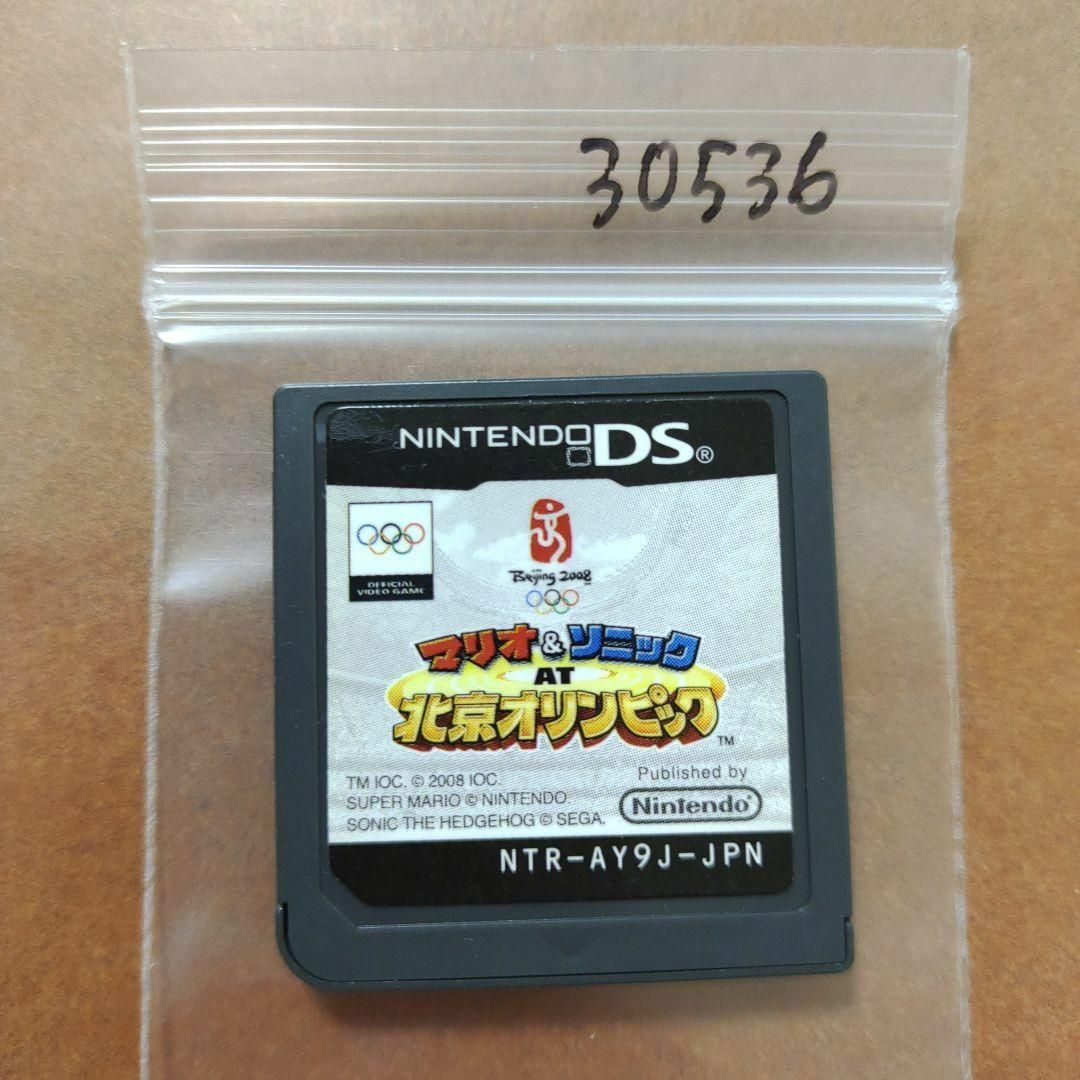 30536
NINTENDO DS®
OFFICIAL
VIDEO GAME
Beijing 2008
マリオ&ソニック
AT
北京オリンピック™
TM IOC. © 2008 IOC.
SUPER MARIO © NINTENDO.
SONIC THE HEDGEHOG © SEGA.
Published by
Nintendo®
NTR-AY9J-JPN